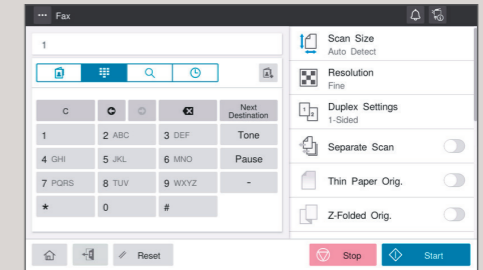 Fax
1
C
Next
Destination
1
2 ABC
3 DEF
Tone
4 GHI
5 JKL
6 MNO
Pause
7 PQRS
8 TUV
9 WXYZ
-
*
0
#
Reset
Scan Size
Auto Detect
Resolution
Fine
Duplex Settings
1-Sided
Separate Scan
Thin Paper Orig.
Z-Folded Orig.
Stop
Start